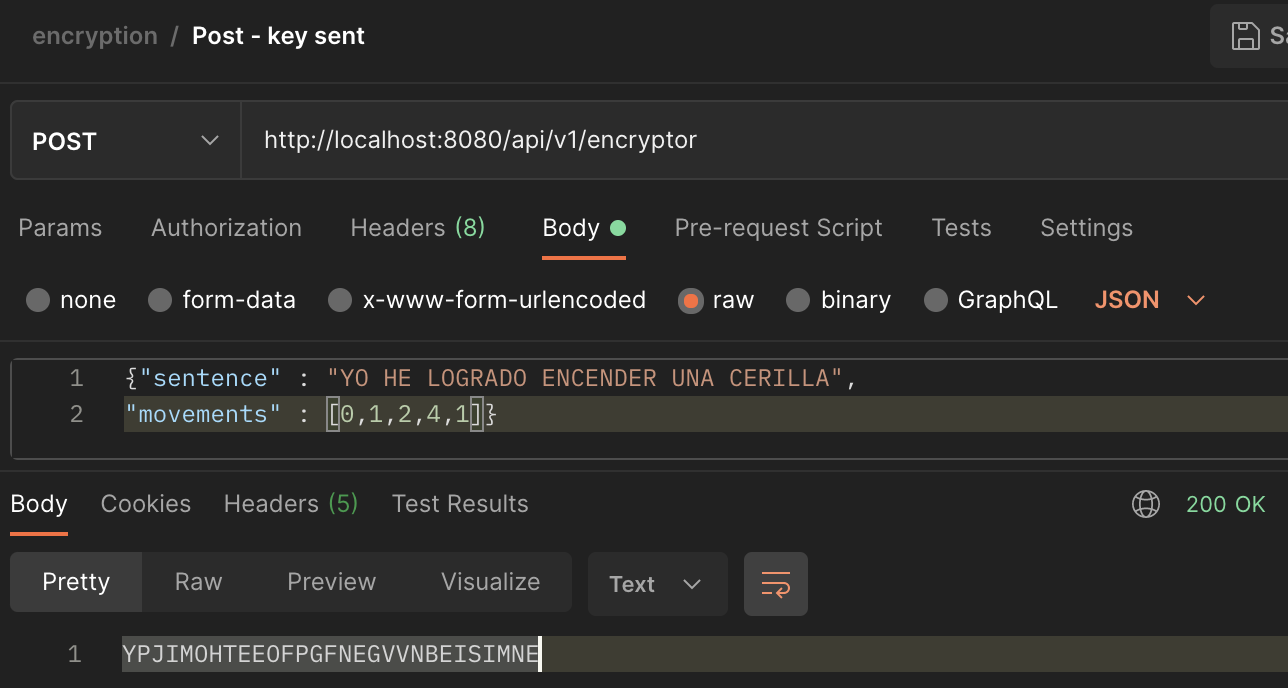 encryption / Post - key sent
POST http://localhost:8080/api/v1/encryptor
Params Authorization Headers (8) Body Pre-request Script Tests Settings
none form-data x-www-form-urlencoded raw binary GraphQL JSON
1 {"sentence" : "YO HE LOGRADO ENCENDER UNA CERILLA",
2 "movements" : [0,1,2,4,1]}
Body Cookies Headers (5) Test Results 200 OK
Pretty Raw Preview Visualize Text
1 YPJIMOHTEEOFPGFNEGVVNBEISIMNE